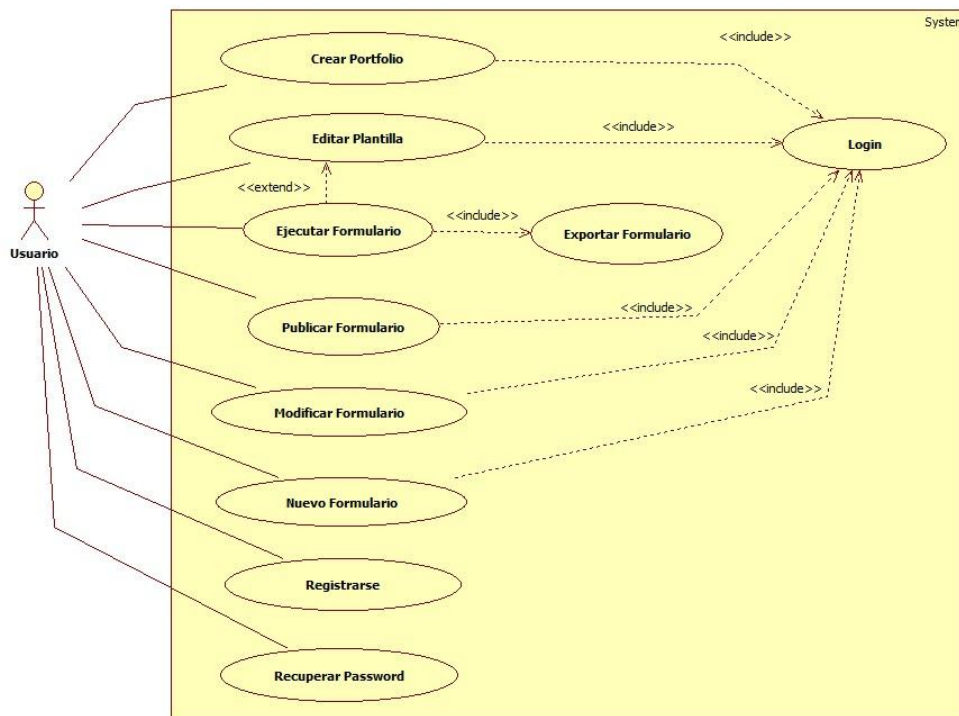 System
Crear Portfolio
<<include>>
Editar Plantilla
<<include>>
Login
<<extend>>
Ejecutar Formulario
<<include>>
Exportar Formulario
Usuario
Publicar Formulario
<<include>>
<<include>>
Modificar Formulario
<<include>>
Nuevo Formulario
Registrarse
Recuperar Password